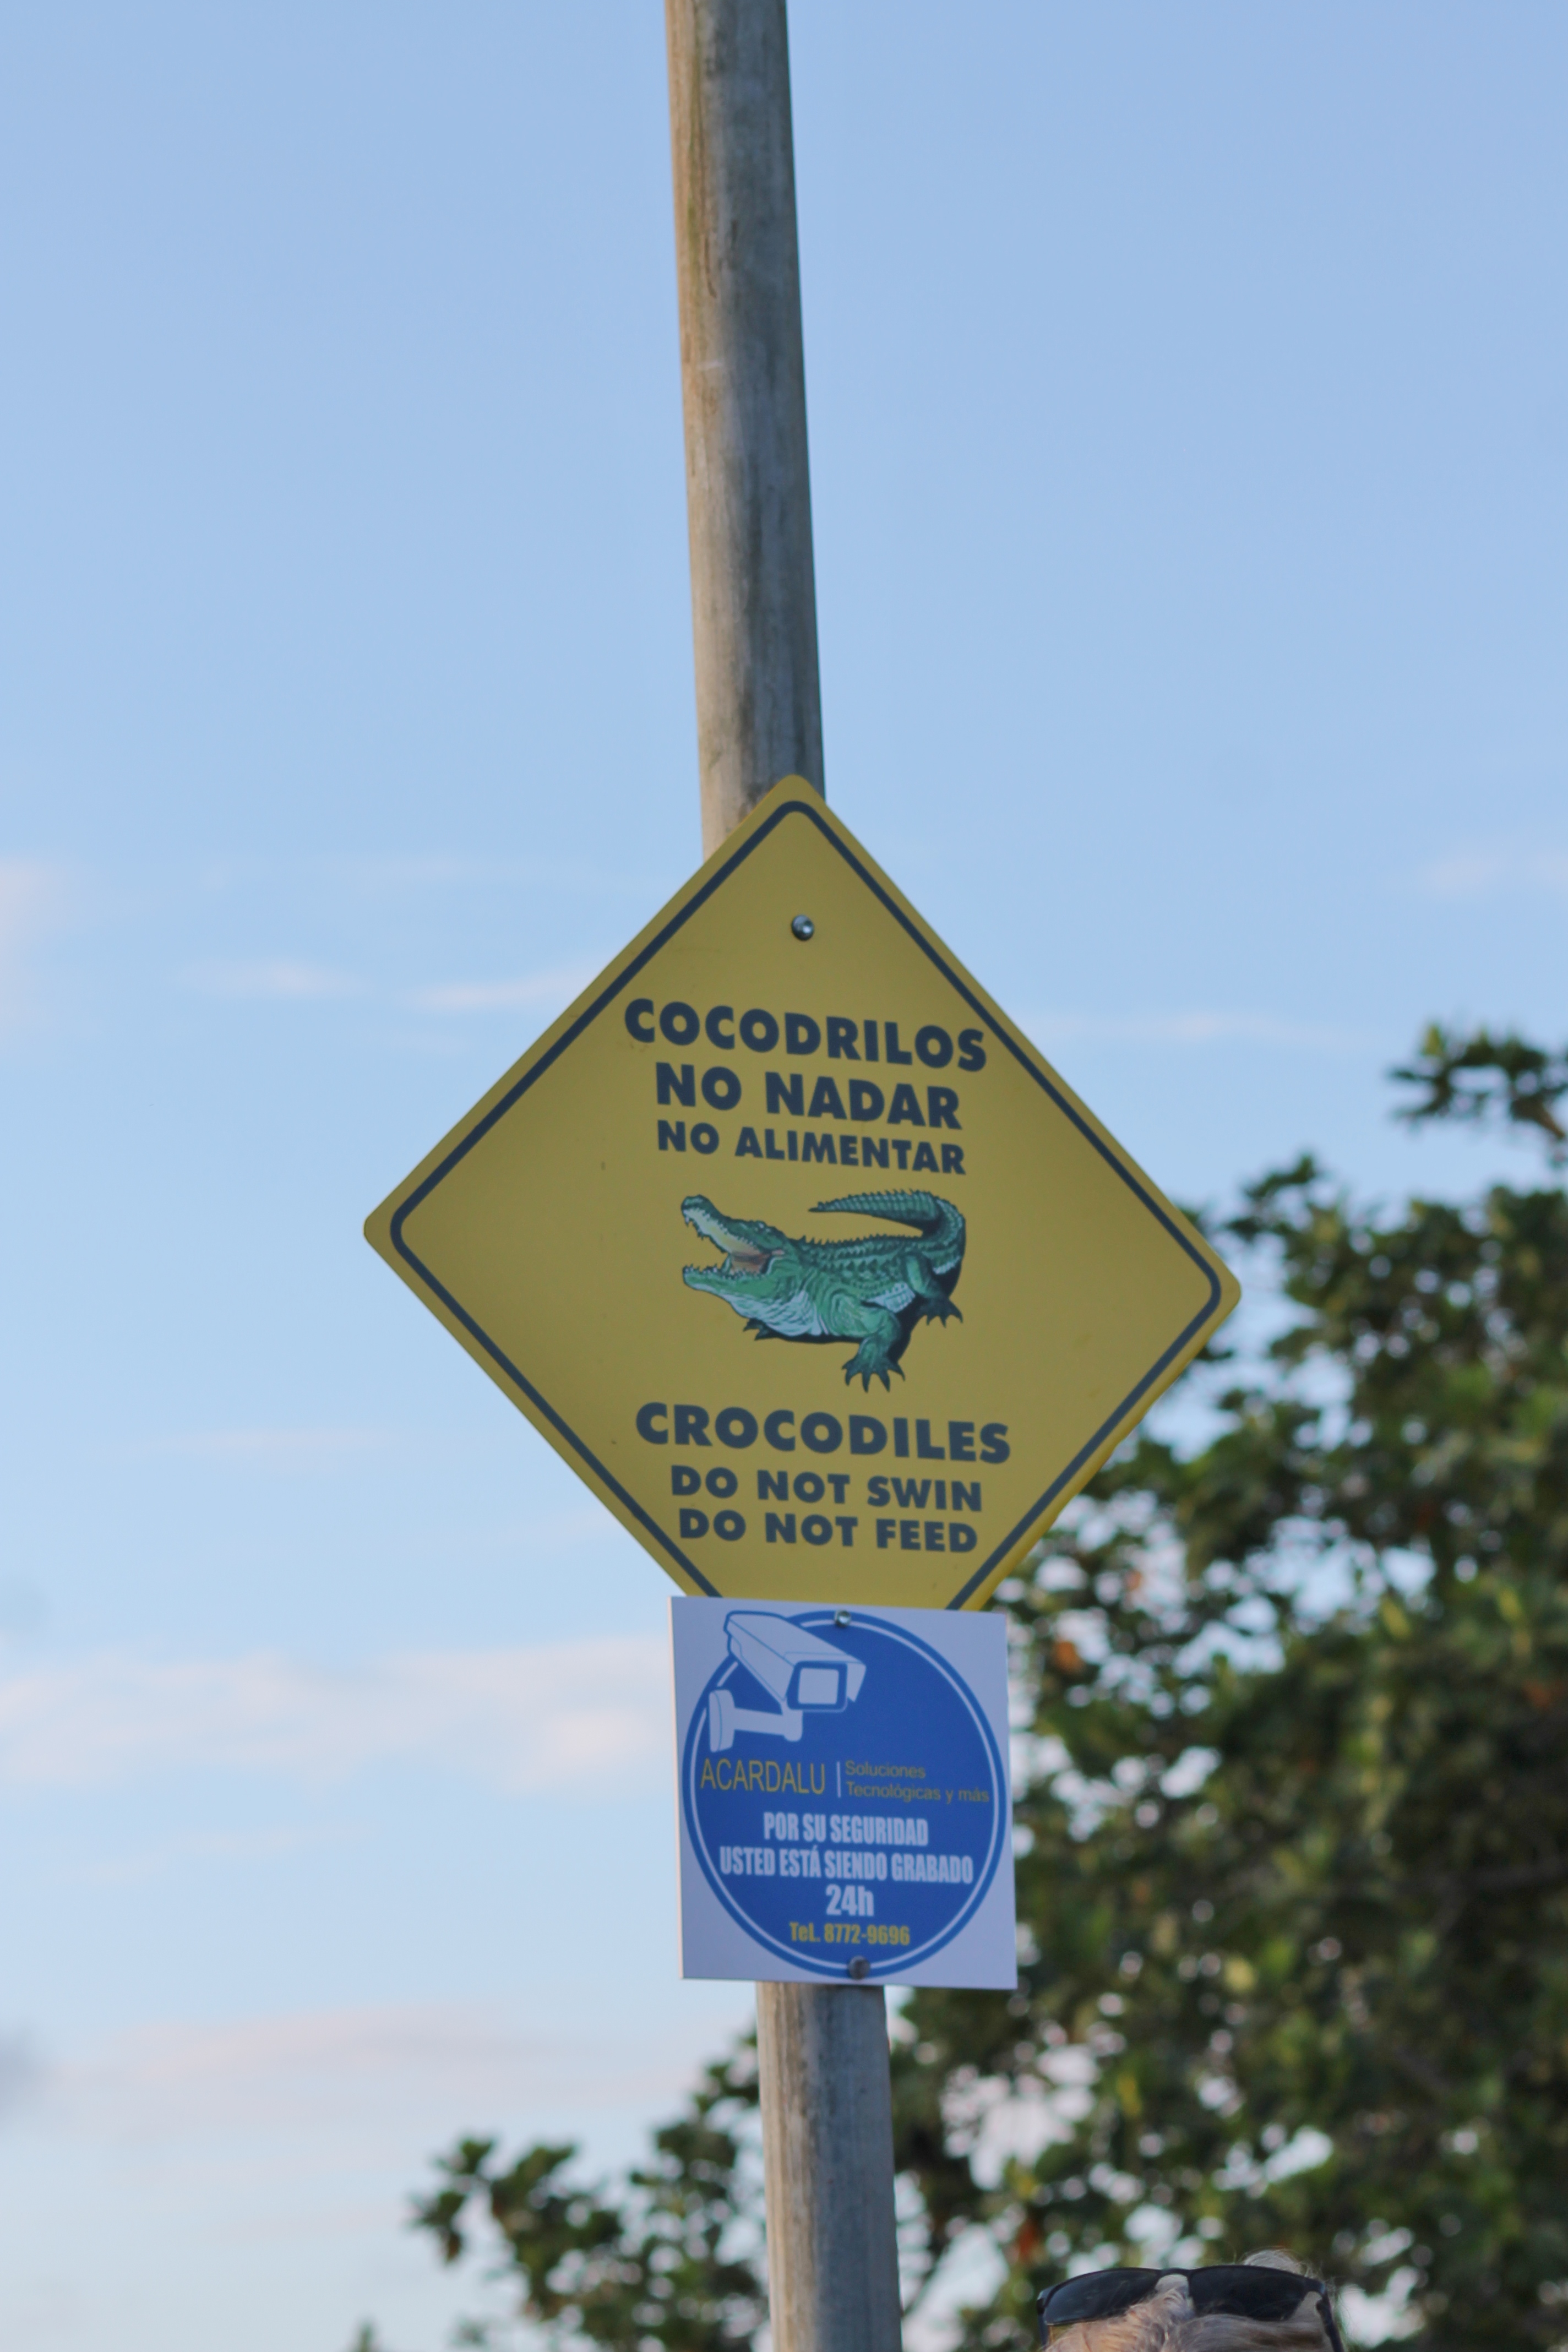 COCODRILOS
NO NADAR
NO ALIMENTAR
CROCODILES
DO NOT SWIN
DO NOT FEED
ACARDALU | Soluciones
Tecnológicas y más
POR SU SEGURIDAD
USTED ESTÁ SIENDO GRABADO
24h
Tel. 8772-9696